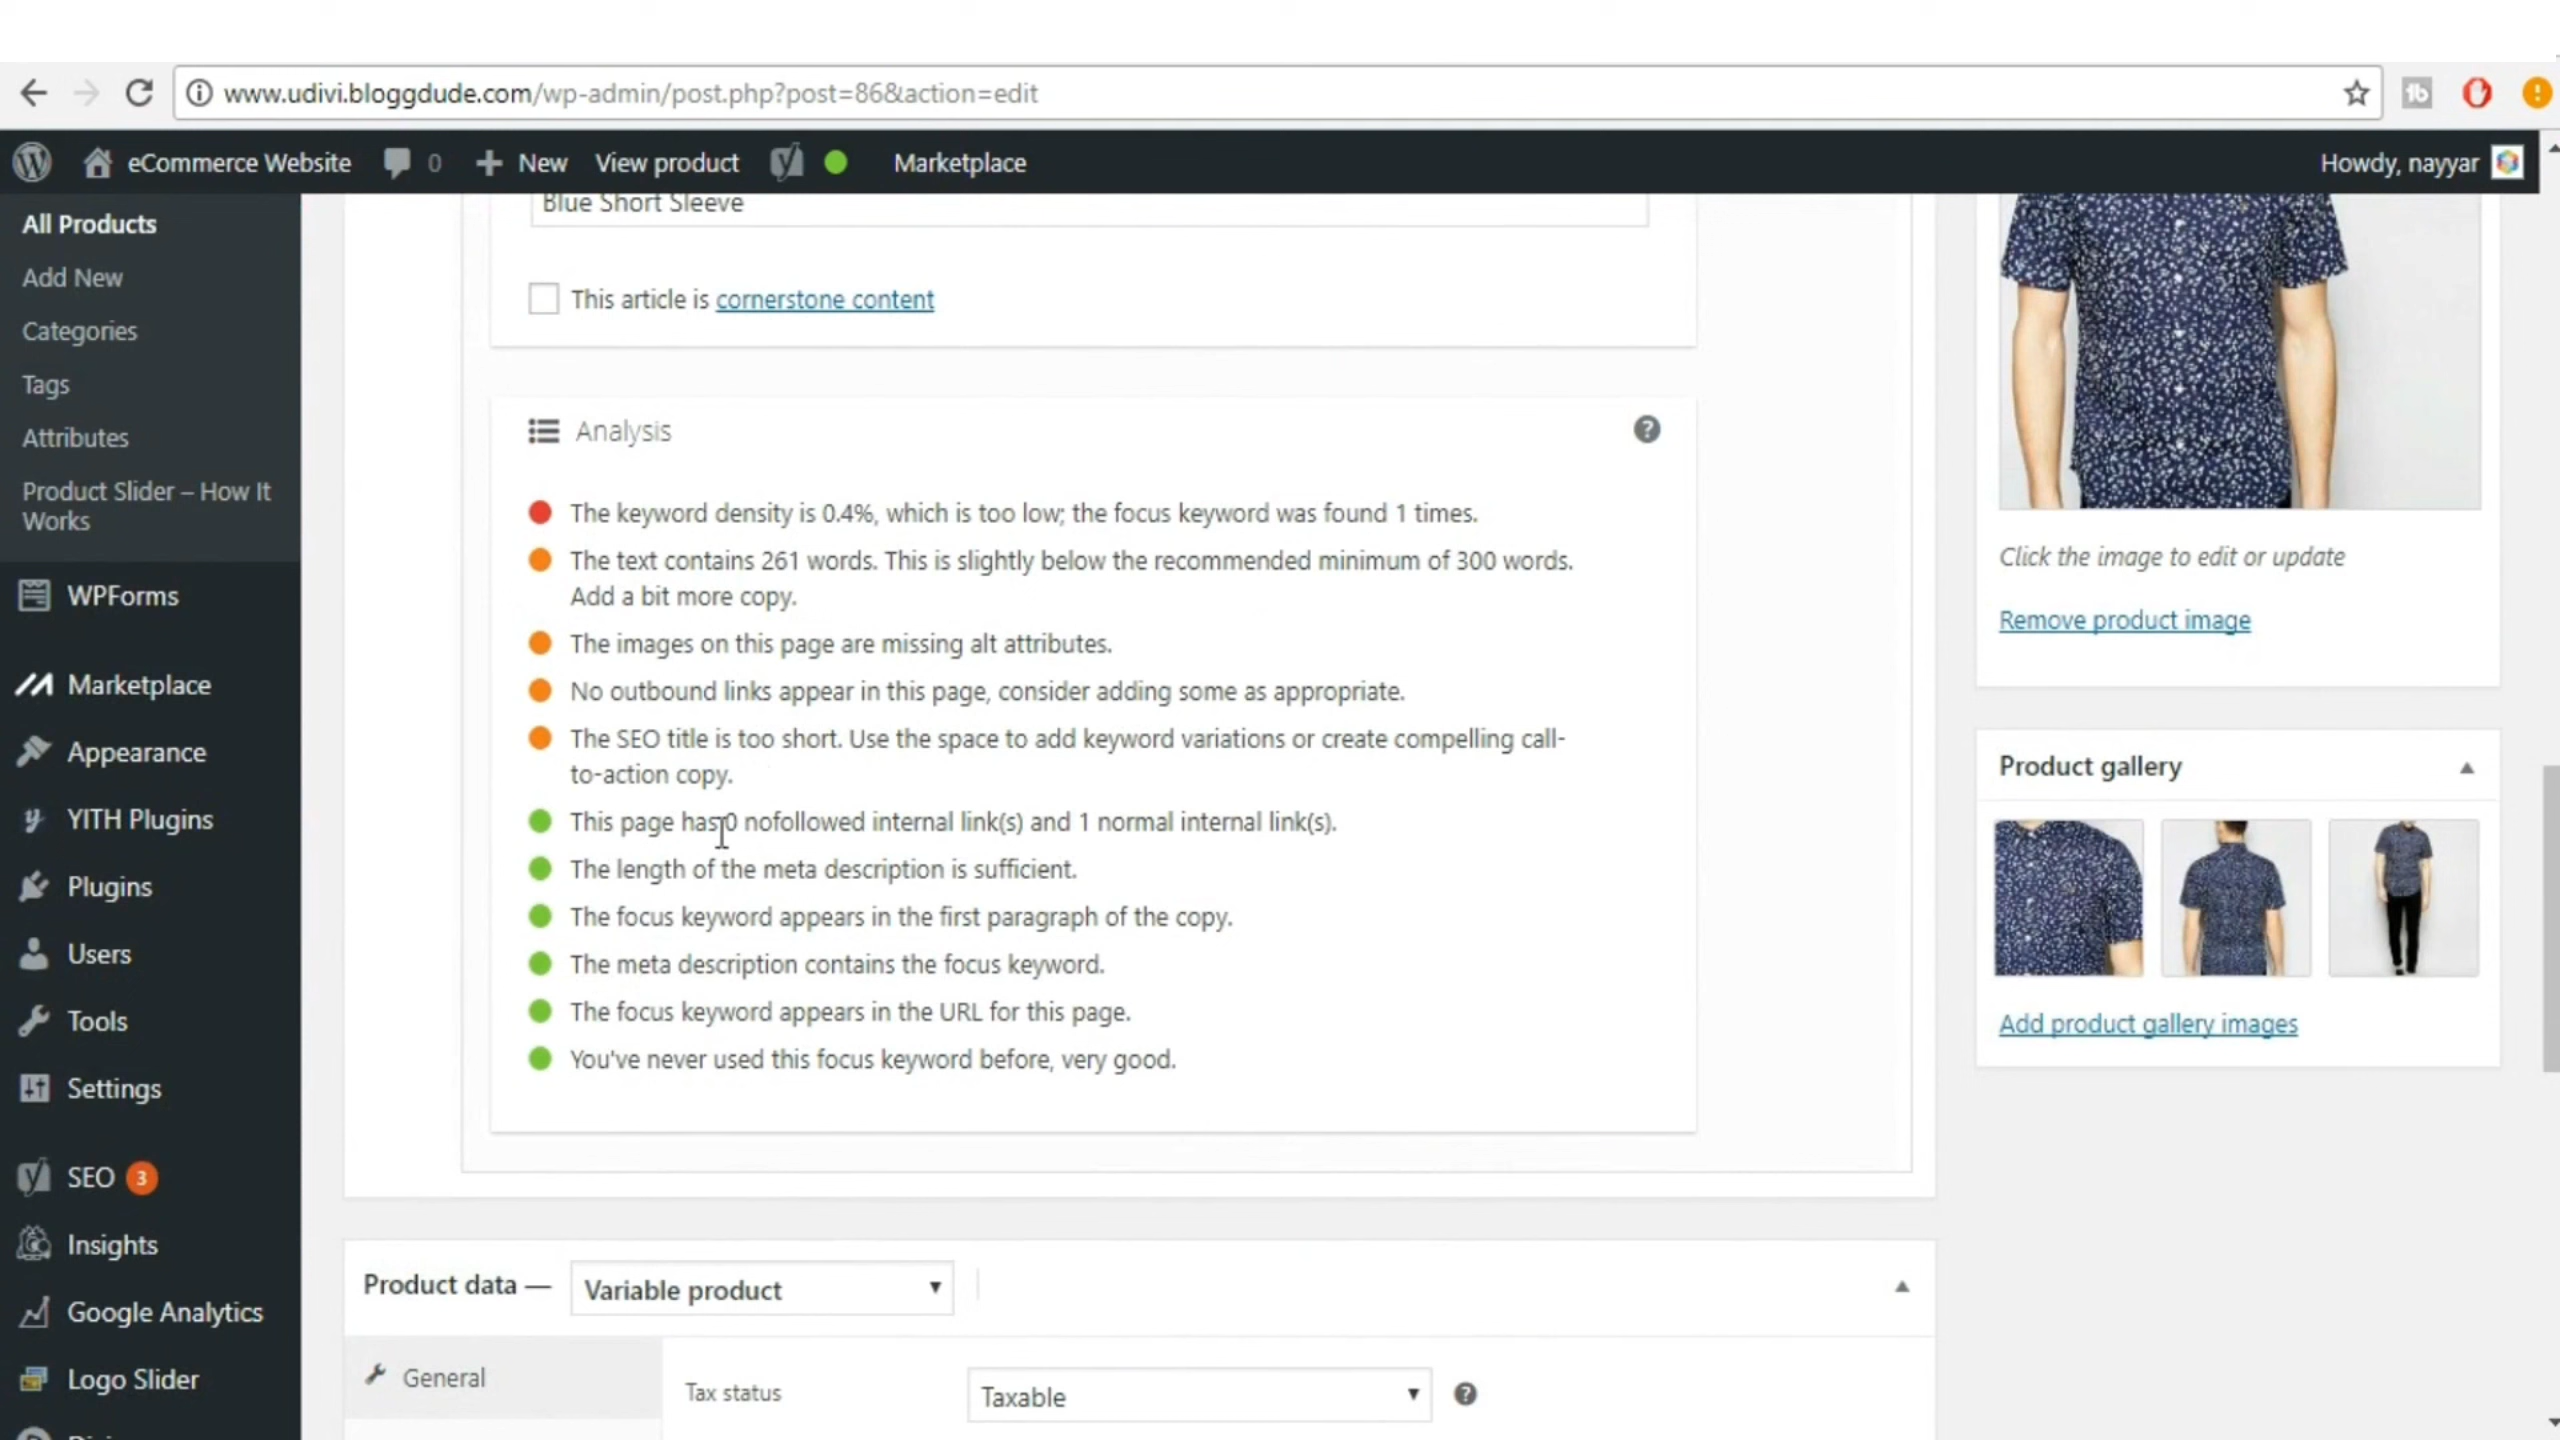 www.udivi.bloggdude.com/wp-admin/post.php?post=86&action=edit
eCommerce Website 0 New View product Marketplace Howdy, nayyar
All Products
Add New
Categories
Tags
Attributes
Product Slider – How It
Works
WPForms
Marketplace
Appearance
YITH Plugins
Plugins
Users
Tools
Settings
SEO 3
Insights
Google Analytics
Logo Slider
Blue Short Sleeve
This article is cornerstone content
Analysis
The keyword density is 0.4%, which is too low; the focus keyword was found 1 times.
The text contains 261 words. This is slightly below the recommended minimum of 300 words.
Add a bit more copy.
The images on this page are missing alt attributes.
No outbound links appear in this page, consider adding some as appropriate.
The SEO title is too short. Use the space to add keyword variations or create compelling call-
to-action copy.
This page has 0 nofollowed internal link(s) and 1 normal internal link(s).
The length of the meta description is sufficient.
The focus keyword appears in the first paragraph of the copy.
The meta description contains the focus keyword.
The focus keyword appears in the URL for this page.
You've never used this focus keyword before, very good.
Product data — Variable product
General
Tax status Taxable
Click the image to edit or update
Remove product image
Product gallery
Add product gallery images